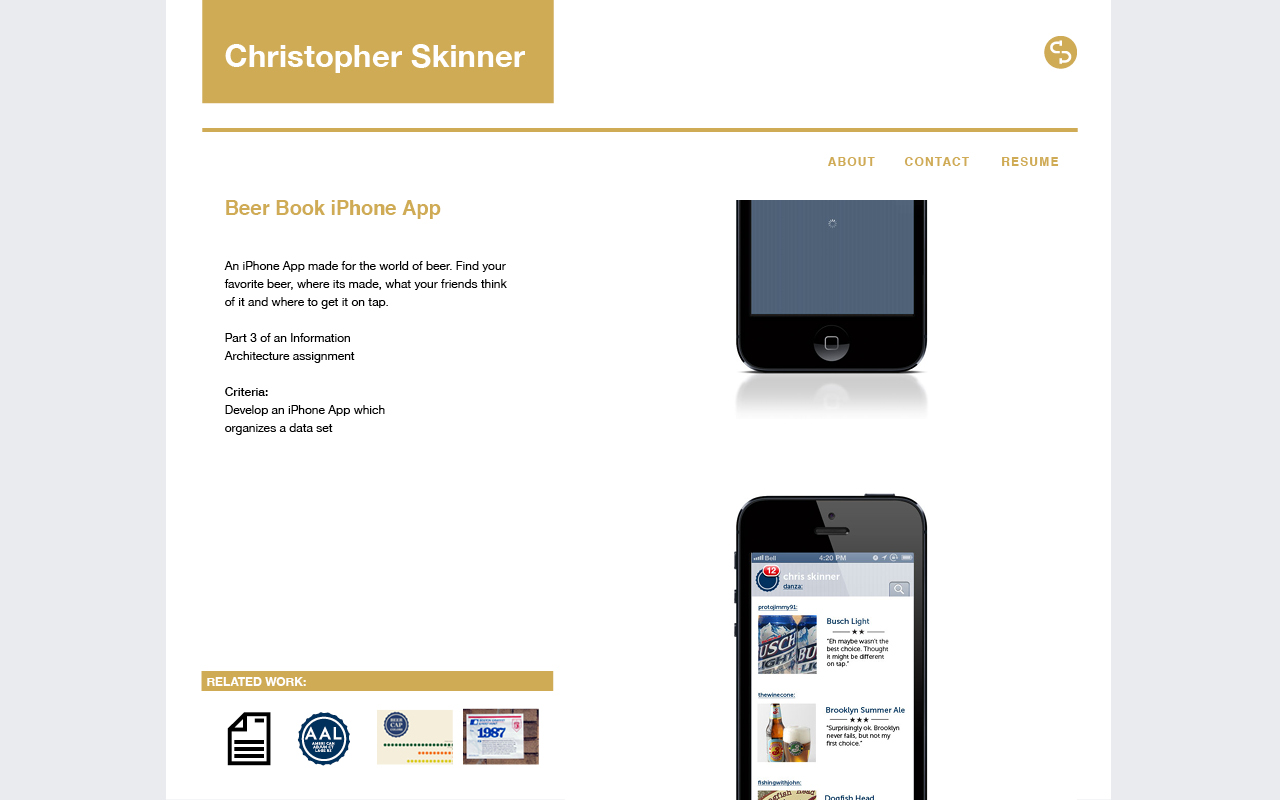 Christopher Skinner
ABOUT CONTACT RESUME
Beer Book iPhone App
An iPhone App made for the world of beer. Find your
favorite beer, where its made, what your friends think
of it and where to get it on tap.
Part 3 of an Information
Architecture assignment
Criteria:
Develop an iPhone App which
organizes a data set
RELATED WORK:
AAL
BEER
CAP
1987
Bell 4:20 PM
12
chris skinner
danza:
protojimmy91:
BUSCH
LIGHT
BU
Busch Light
"Eh maybe wasn't the
best choice. Thought
it might be different
on tap."
thewinecone:
Brooklyn Summer Ale
"Surprisingly ok. Brooklyn
never fails, but not my
first choice."
fishingwithjohn:
Dogfish Head